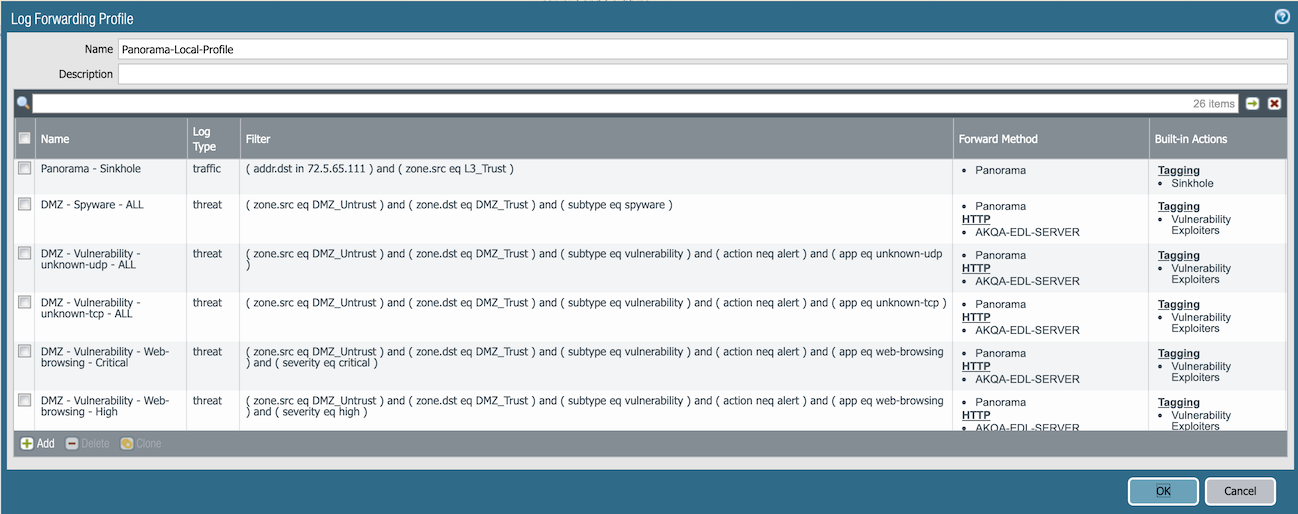 Log Forwarding Profile
Name Panorama-Local-Profile
Description
26 items
Name
Log Type
Filter
Forward Method
Built-in Actions
Panorama - Sinkhole
traffic
( addr.dst in 72.5.65.111 ) and ( zone.src eq L3_Trust )
Panorama
Tagging
Sinkhole
DMZ - Spyware - ALL
threat
( zone.src eq DMZ_Untrust ) and ( zone.dst eq DMZ_Trust ) and ( subtype eq spyware )
Panorama
HTTP
AKQA-EDL-SERVER
Tagging
Vulnerability
Exploiters
DMZ - Vulnerability -
unknown-udp - ALL
threat
( zone.src eq DMZ_Untrust ) and ( zone.dst eq DMZ_Trust ) and ( subtype eq vulnerability ) and ( action neq alert ) and ( app eq unknown-udp
)
Panorama
HTTP
AKQA-EDL-SERVER
Tagging
Vulnerability
Exploiters
DMZ - Vulnerability -
unknown-tcp - ALL
threat
( zone.src eq DMZ_Untrust ) and ( zone.dst eq DMZ_Trust ) and ( subtype eq vulnerability ) and ( action neq alert ) and ( app eq unknown-tcp )
Panorama
HTTP
AKQA-EDL-SERVER
Tagging
Vulnerability
Exploiters
DMZ - Vulnerability - Web-
browsing - Critical
threat
( zone.src eq DMZ_Untrust ) and ( zone.dst eq DMZ_Trust ) and ( subtype eq vulnerability ) and ( action neq alert ) and ( app eq web-browsing
) and ( severity eq critical )
Panorama
HTTP
AKQA-EDL-SERVER
Tagging
Vulnerability
Exploiters
DMZ - Vulnerability - Web-
browsing - High
threat
( zone.src eq DMZ_Untrust ) and ( zone.dst eq DMZ_Trust ) and ( subtype eq vulnerability ) and ( action neq alert ) and ( app eq web-browsing
) and ( severity eq high )
Panorama
HTTP
AKQA-EDL-SERVER
Tagging
Vulnerability
Exploiters
Add Delete Clone
OK Cancel